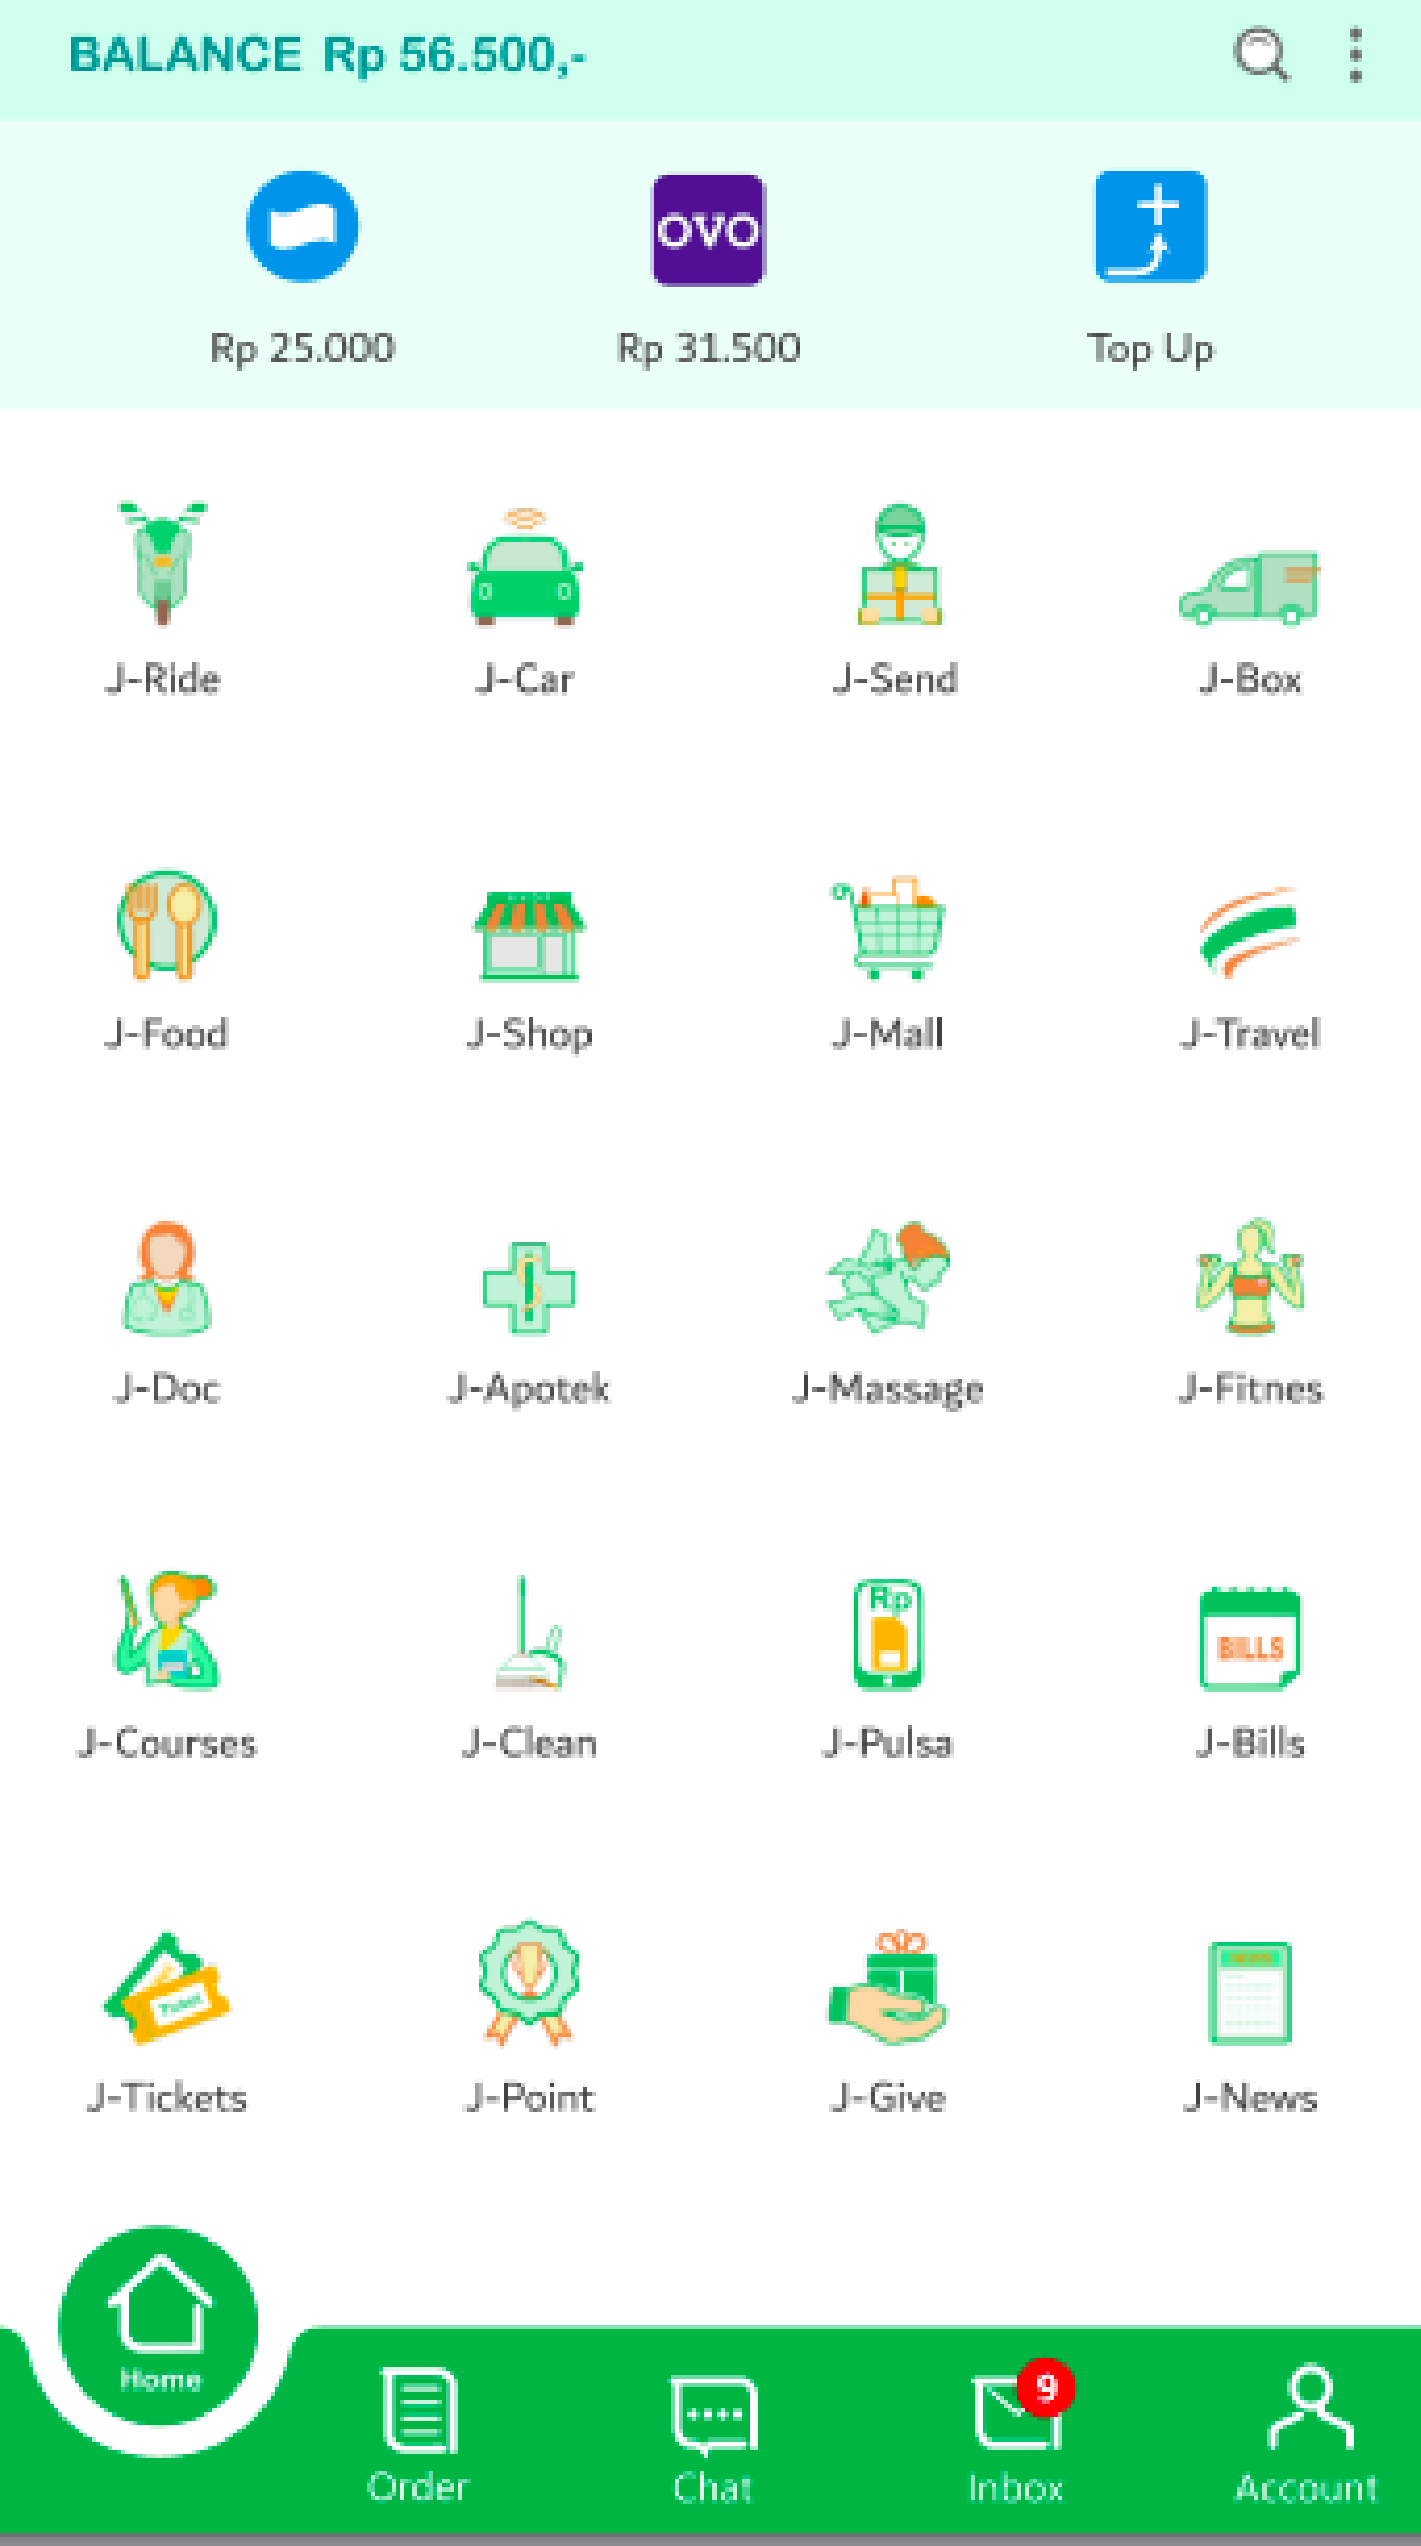 BALANCE Rp 56.500,-
OVO
Rp 25.000 Rp 31.500 Top Up
J-Ride J-Car J-Send J-Box
J-Food J-Shop J-Mall J-Travel
J-Doc J-Apotek J-Massage J-Fitnes
Rp
BILLS
J-Courses J-Clean J-Pulsa J-Bills
Ticket
NEWS
J-Tickets J-Point J-Give J-News
Home
9
Order Chat Inbox Account